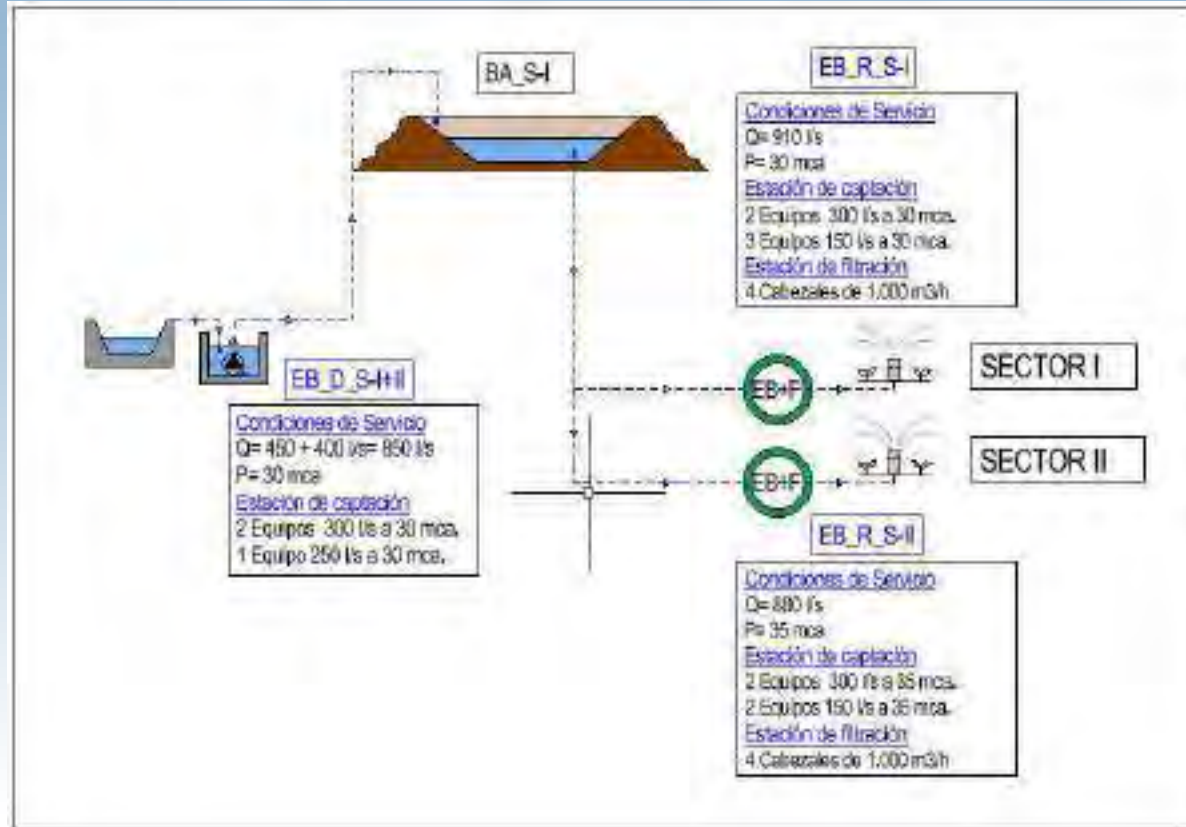 BA_S-I
EB_R_S-I
Condiciones de Servicio
Q= 910 l/s
P= 30 mca
Estación de captación
2 Equipos 300 l/s a 30 mca.
3 Equipos 150 l/s a 30 mca.
Estación de filtración
4 Cabezales de 1.000 m3/h
EB_D_S-I+II
Condiciones de Servicio
Q= 450 + 400 l/s= 850 l/s
P= 30 mca
Estación de captación
2 Equipos 300 l/s a 30 mca.
1 Equipo 250 l/s a 30 mca.
EB+F
SECTOR I
EB+F
SECTOR II
EB_R_S-II
Condiciones de Servicio
Q= 880 l/s
P= 35 mca
Estación de captación
2 Equipos 300 l/s a 35 mca.
2 Equipos 150 l/s a 35 mca.
Estación de filtración
4 Cabezales de 1.000 m3/h